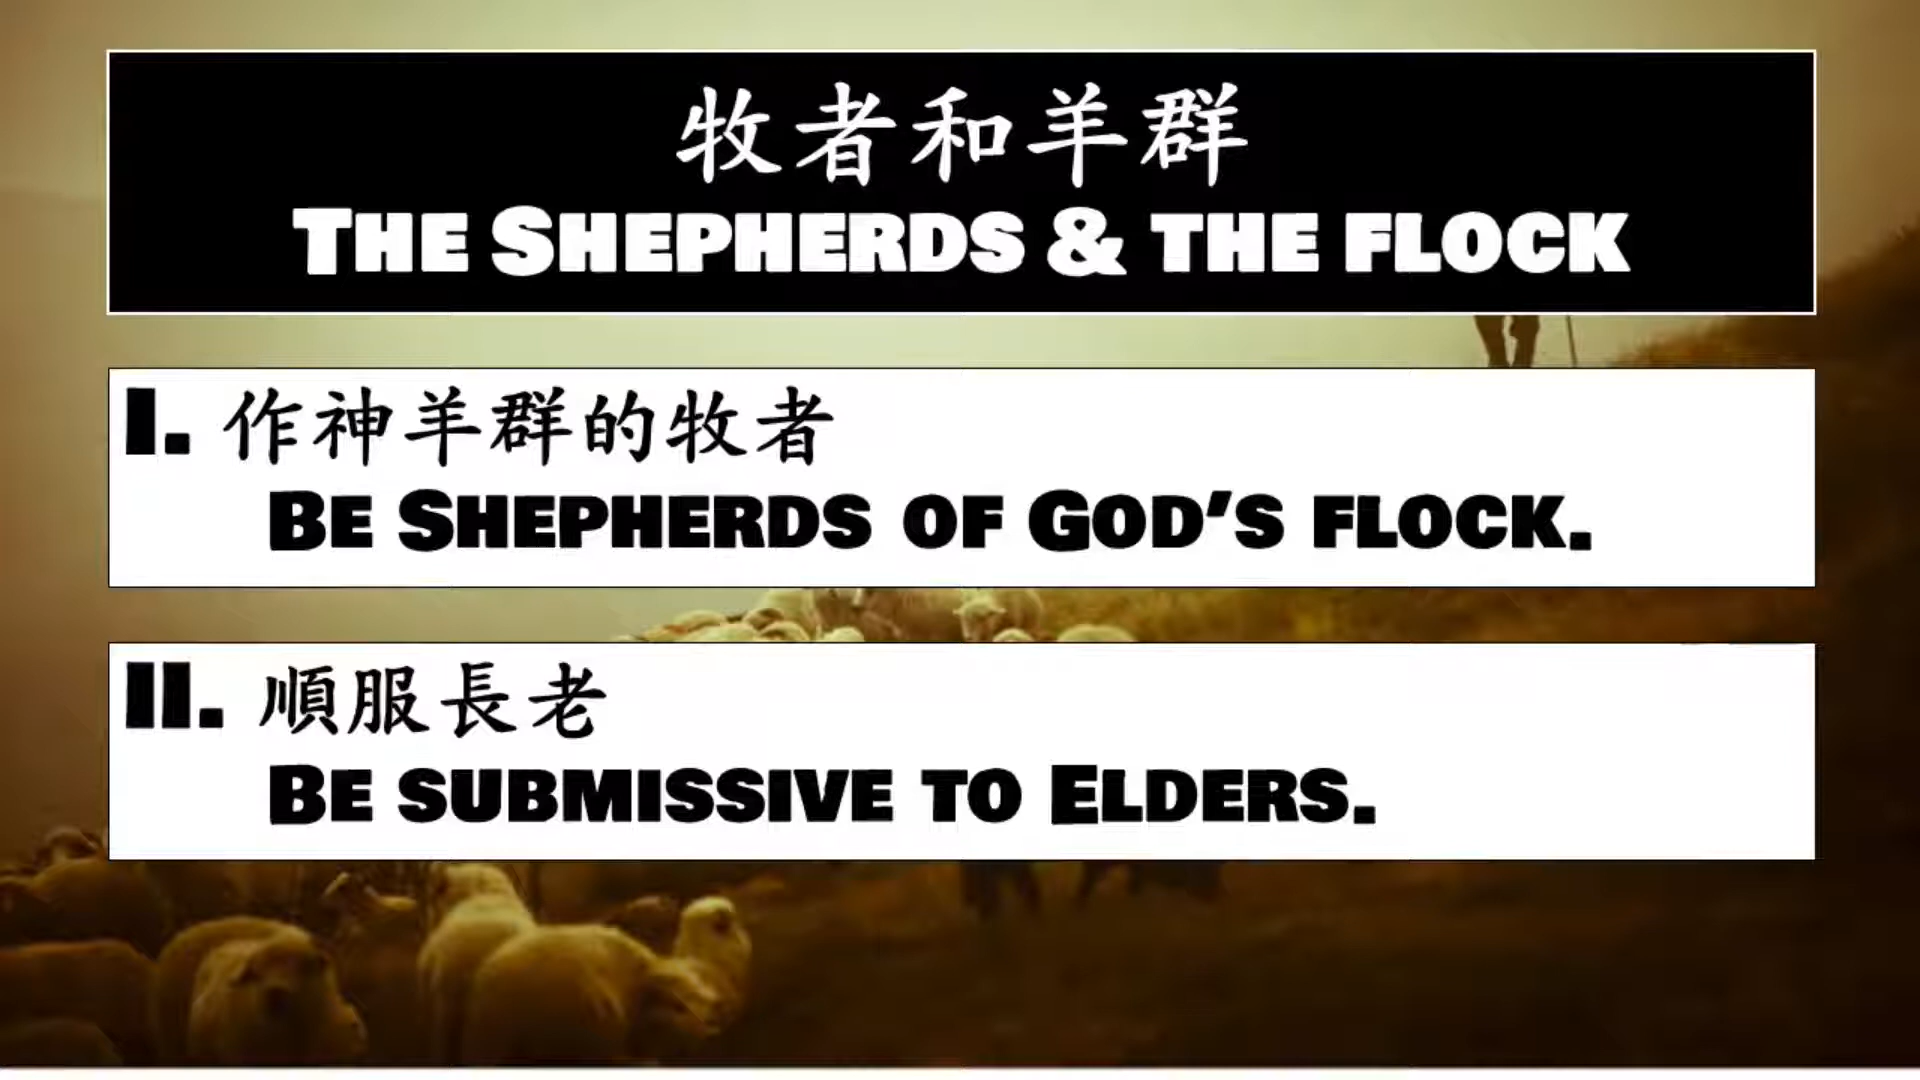 牧者和羊群
The Shepherds & the flock
I. 作神羊群的牧者
Be Shepherds of God's flock.
II. 順服長老
Be submissive to Elders.